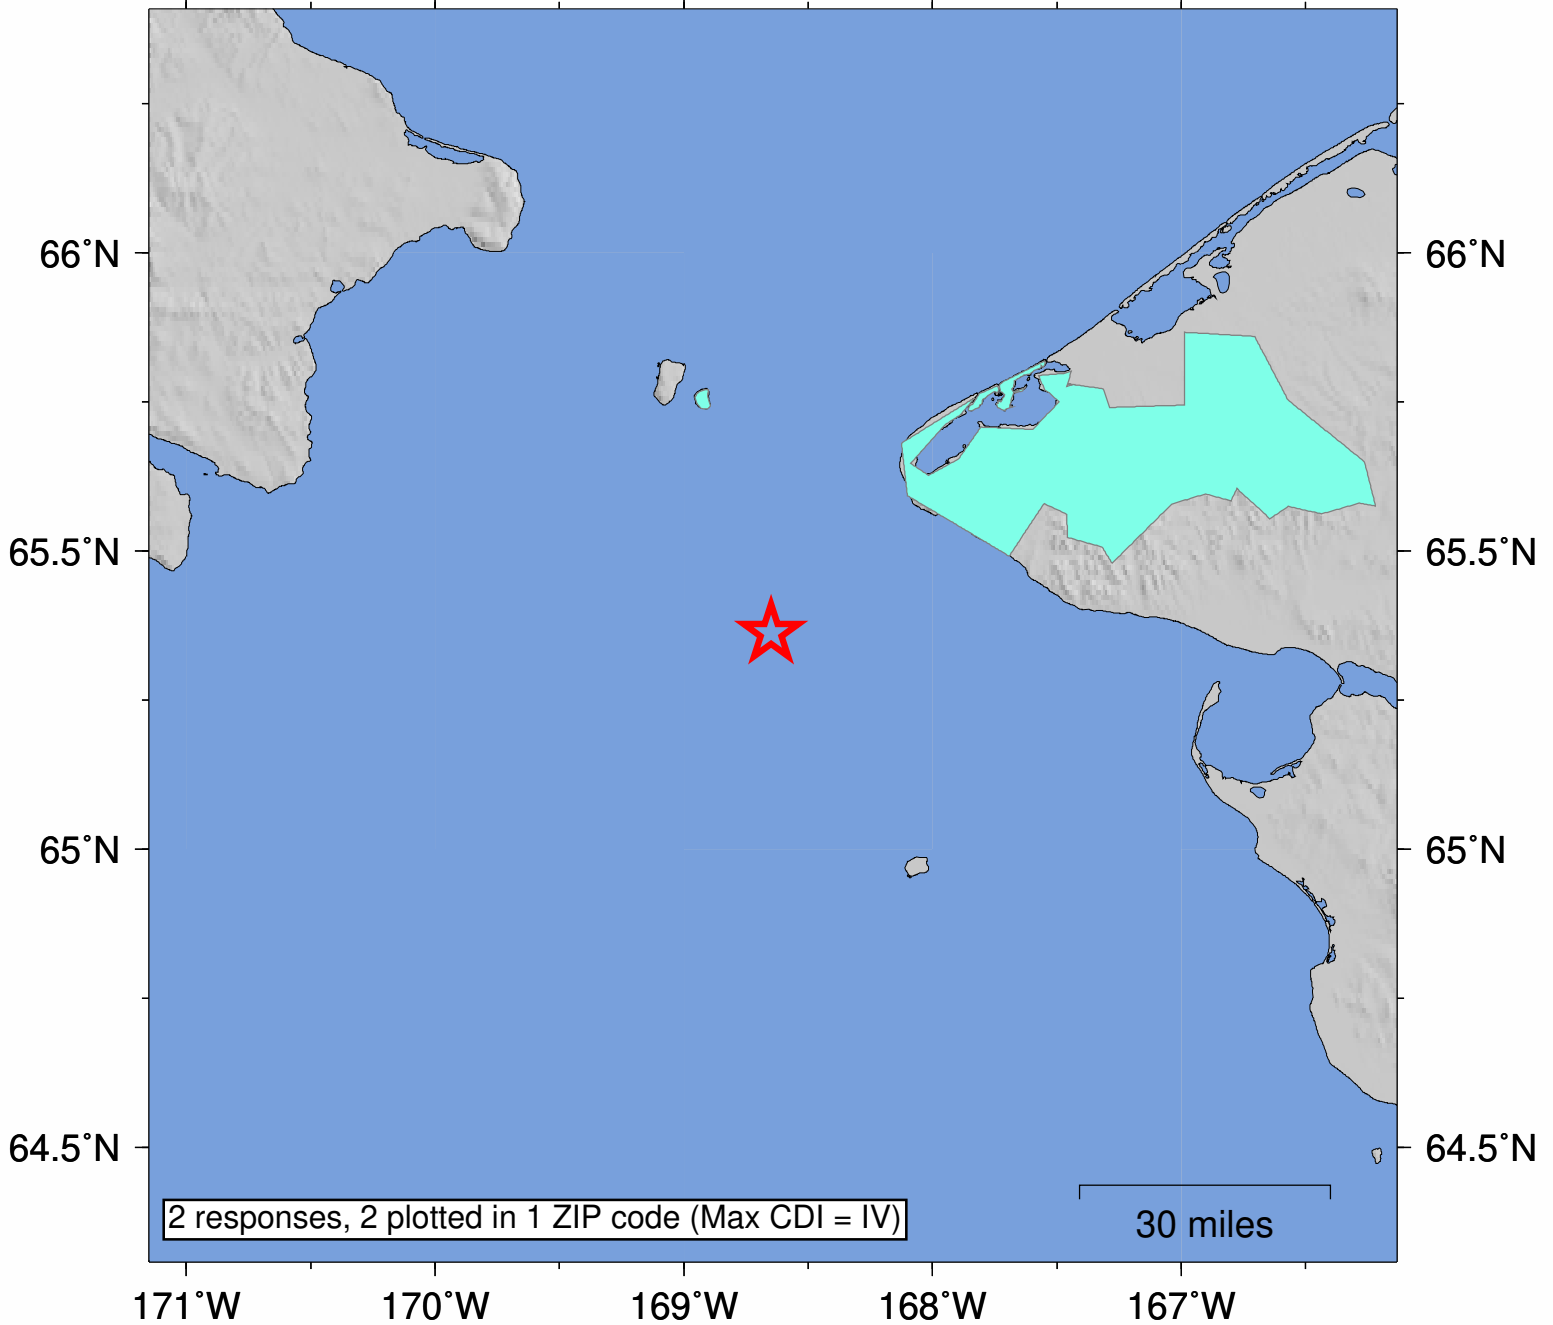 66˚N 66˚N
65.5˚N 65.5˚N
65˚N 65˚N
64.5˚N 64.5˚N
2 responses, 2 plotted in 1 ZIP code (Max CDI = IV)
30 miles
171˚W 170˚W 169˚W 168˚W 167˚W